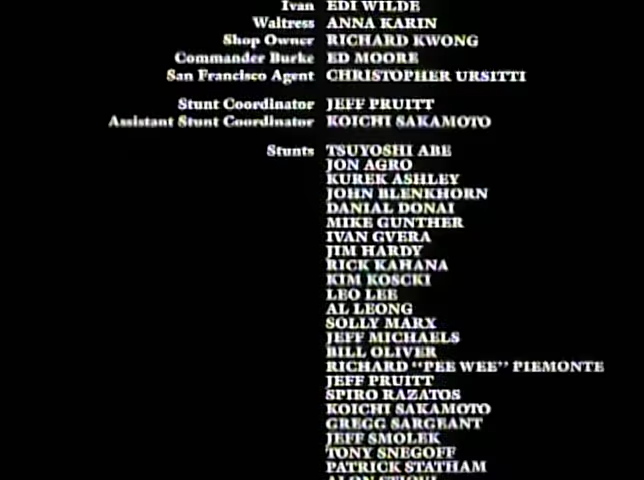 Ivan EDI WILDE
Waitress ANNA KARIN
Shop Owner RICHARD KWONG
Commander Burke ED MOORE
San Francisco Agent CHRISTOPHER URSITTI
Stunt Coordinator JEFF PRUITT
Assistant Stunt Coordinator KOICHI SAKAMOTO
Stunts TSUYOSHI ABE
JON AGRO
KUREK ASHLEY
JOHN BLENKHORN
DANIAL DONAI
MIKE GUNTHER
IVAN GVERA
JIM HARDY
RICK KAHANA
KIM KOSCKI
LEO LEE
AL LEONG
SOLLY MARX
JEFF MICHAELS
BILL OLIVER
RICHARD "PEE WEE" PIEMONTE
JEFF PRUITT
SPIRO RAZATOS
KOICHI SAKAMOTO
GREGG SARGEANT
JEFF SMOLEK
TONY SNEGOFF
PATRICK STATHAM